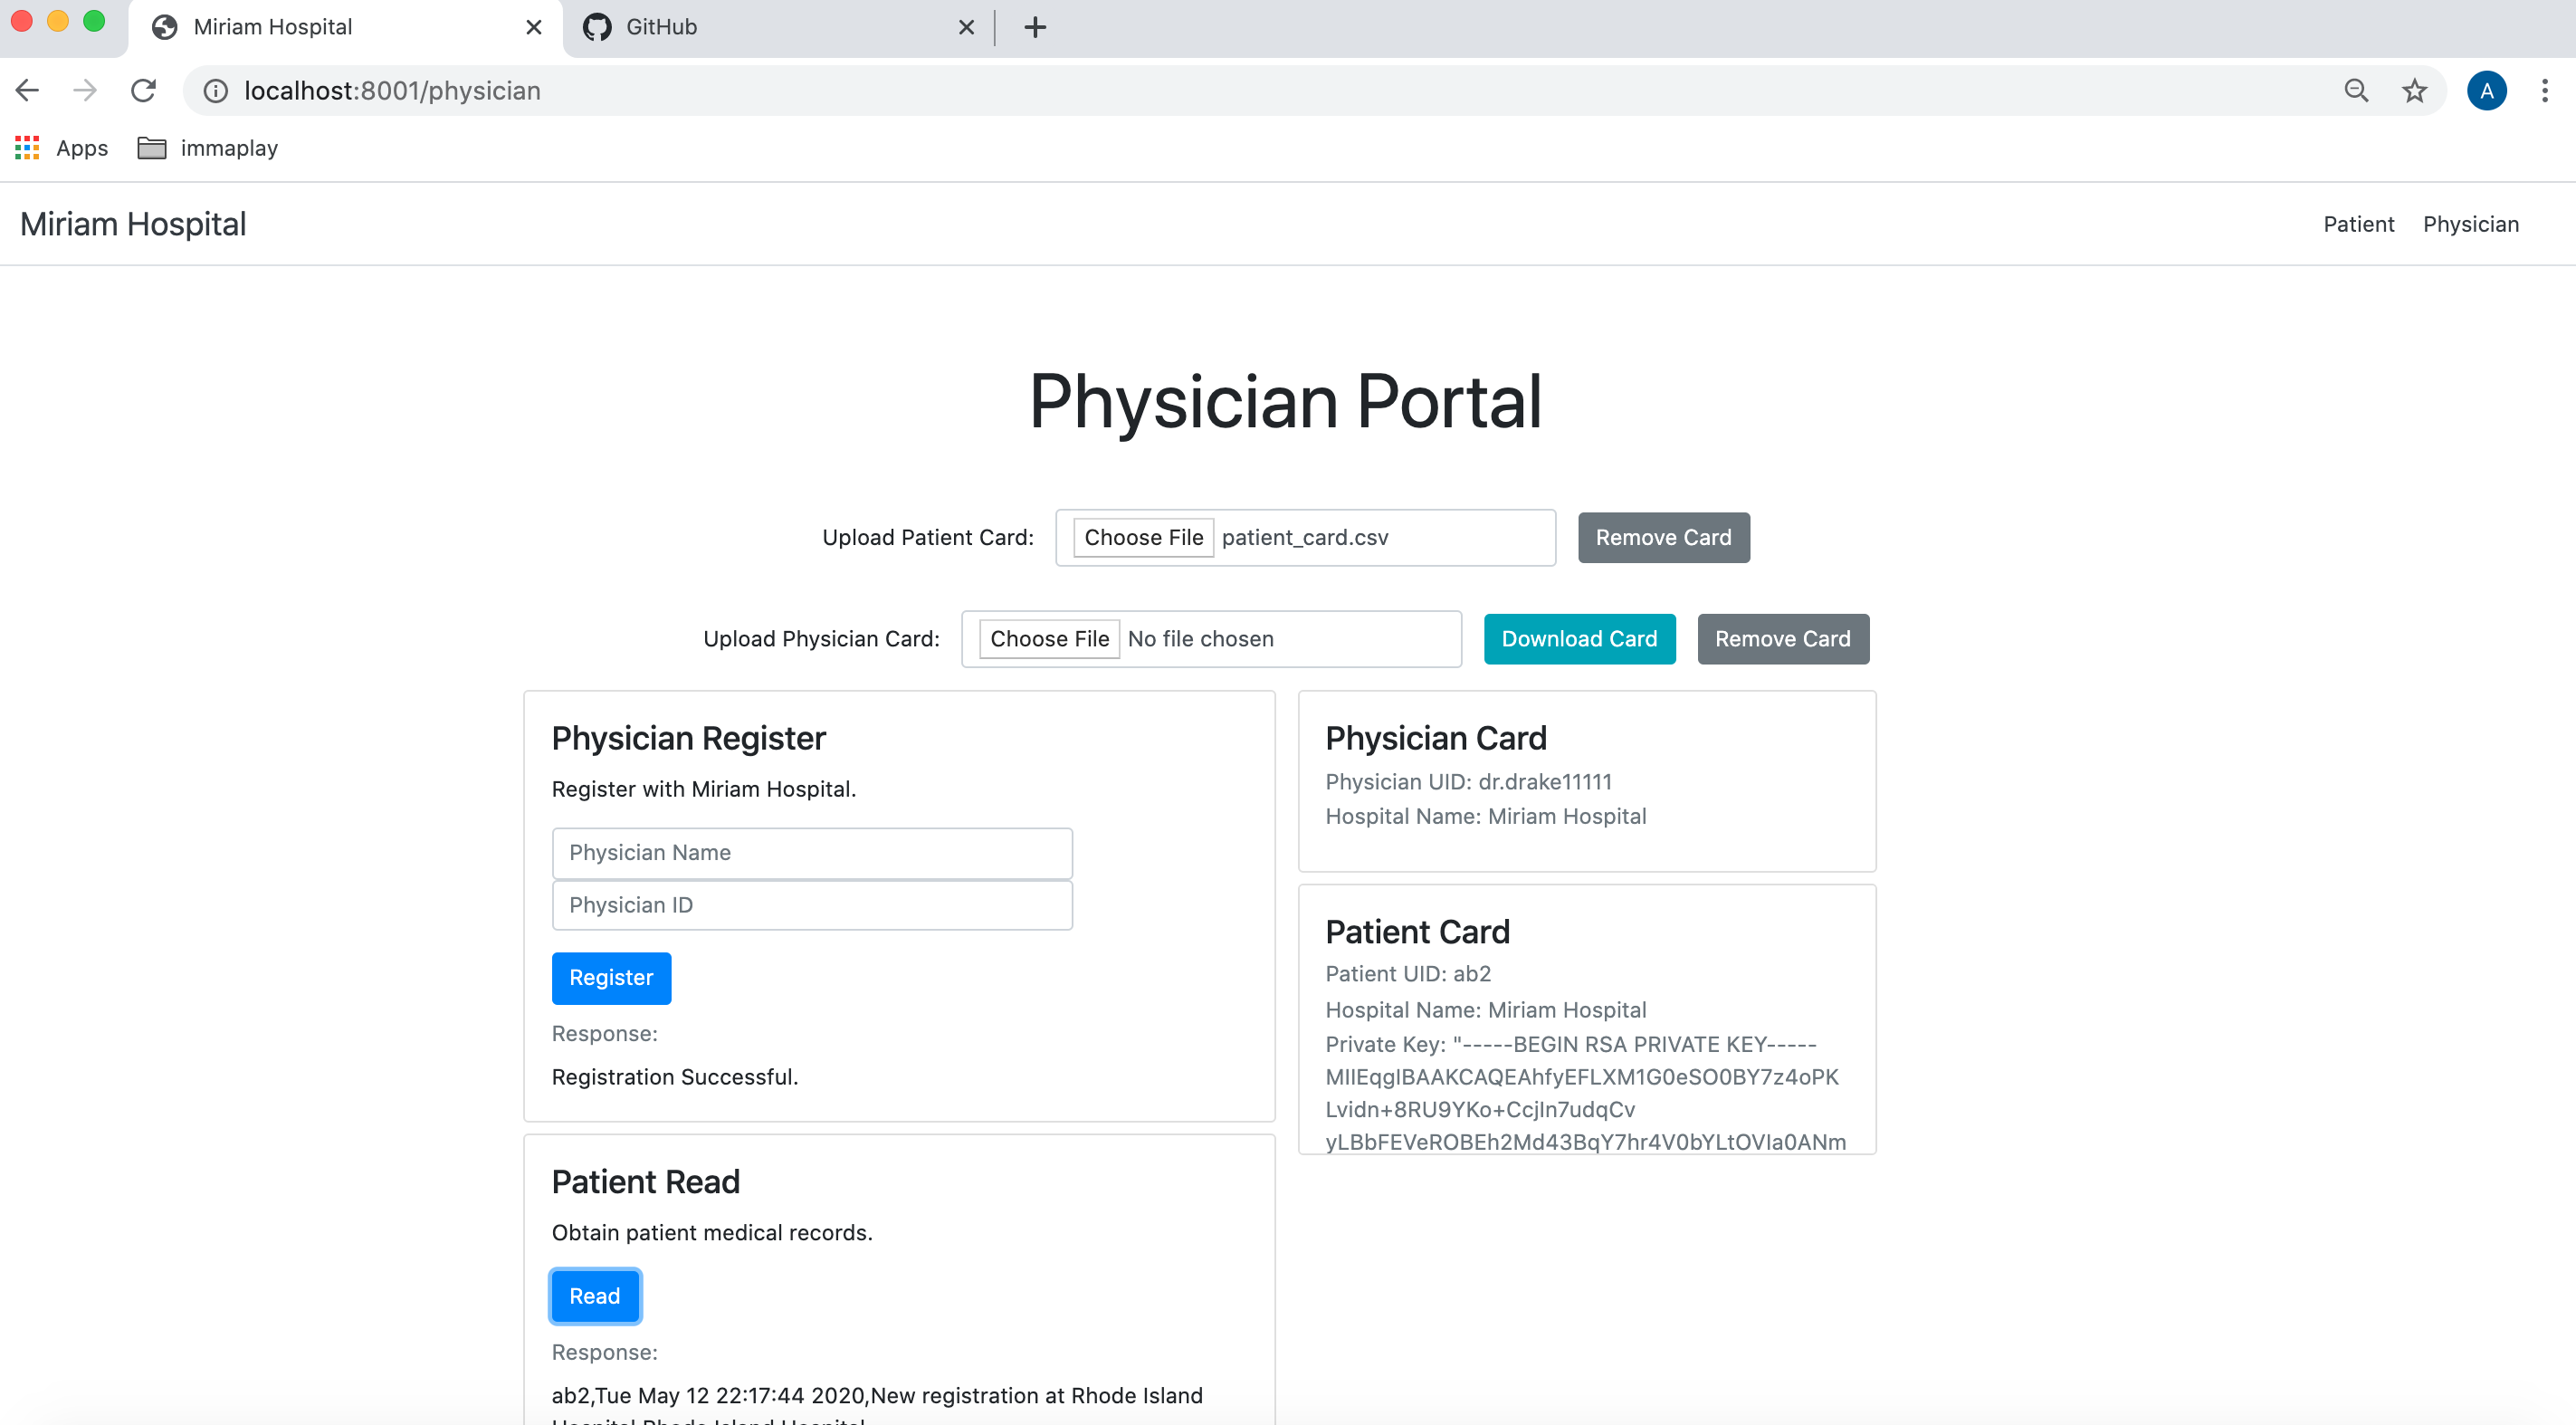 Miriam Hospital
GitHub
localhost:8001/physician
A
Apps
immaplay
Miriam Hospital
Patient
Physician
Physician Portal
Upload Patient Card:
Choose File
patient_card.csv
Remove Card
Upload Physician Card:
Choose File
No file chosen
Download Card
Remove Card
Physician Register
Register with Miriam Hospital.
Physician Name
Physician ID
Register
Response:
Registration Successful.
Patient Read
Obtain patient medical records.
Read
Response:
ab2,Tue May 12 22:17:44 2020,New registration at Rhode Island
Hospital,Rhode Island Hospital
Physician Card
Physician UID: dr.drake11111
Hospital Name: Miriam Hospital
Patient Card
Patient UID: ab2
Hospital Name: Miriam Hospital
Private Key: "-----BEGIN RSA PRIVATE KEY-----
MIIEqgIBAAKCAQEAhfyEFLXM1G0eSO0BY7z4oPK
Lvidn+8RU9YKo+CcjIn7udqCv
yLBbFEVeROBEh2Md43BqY7hr4V0bYLtOVIa0ANm